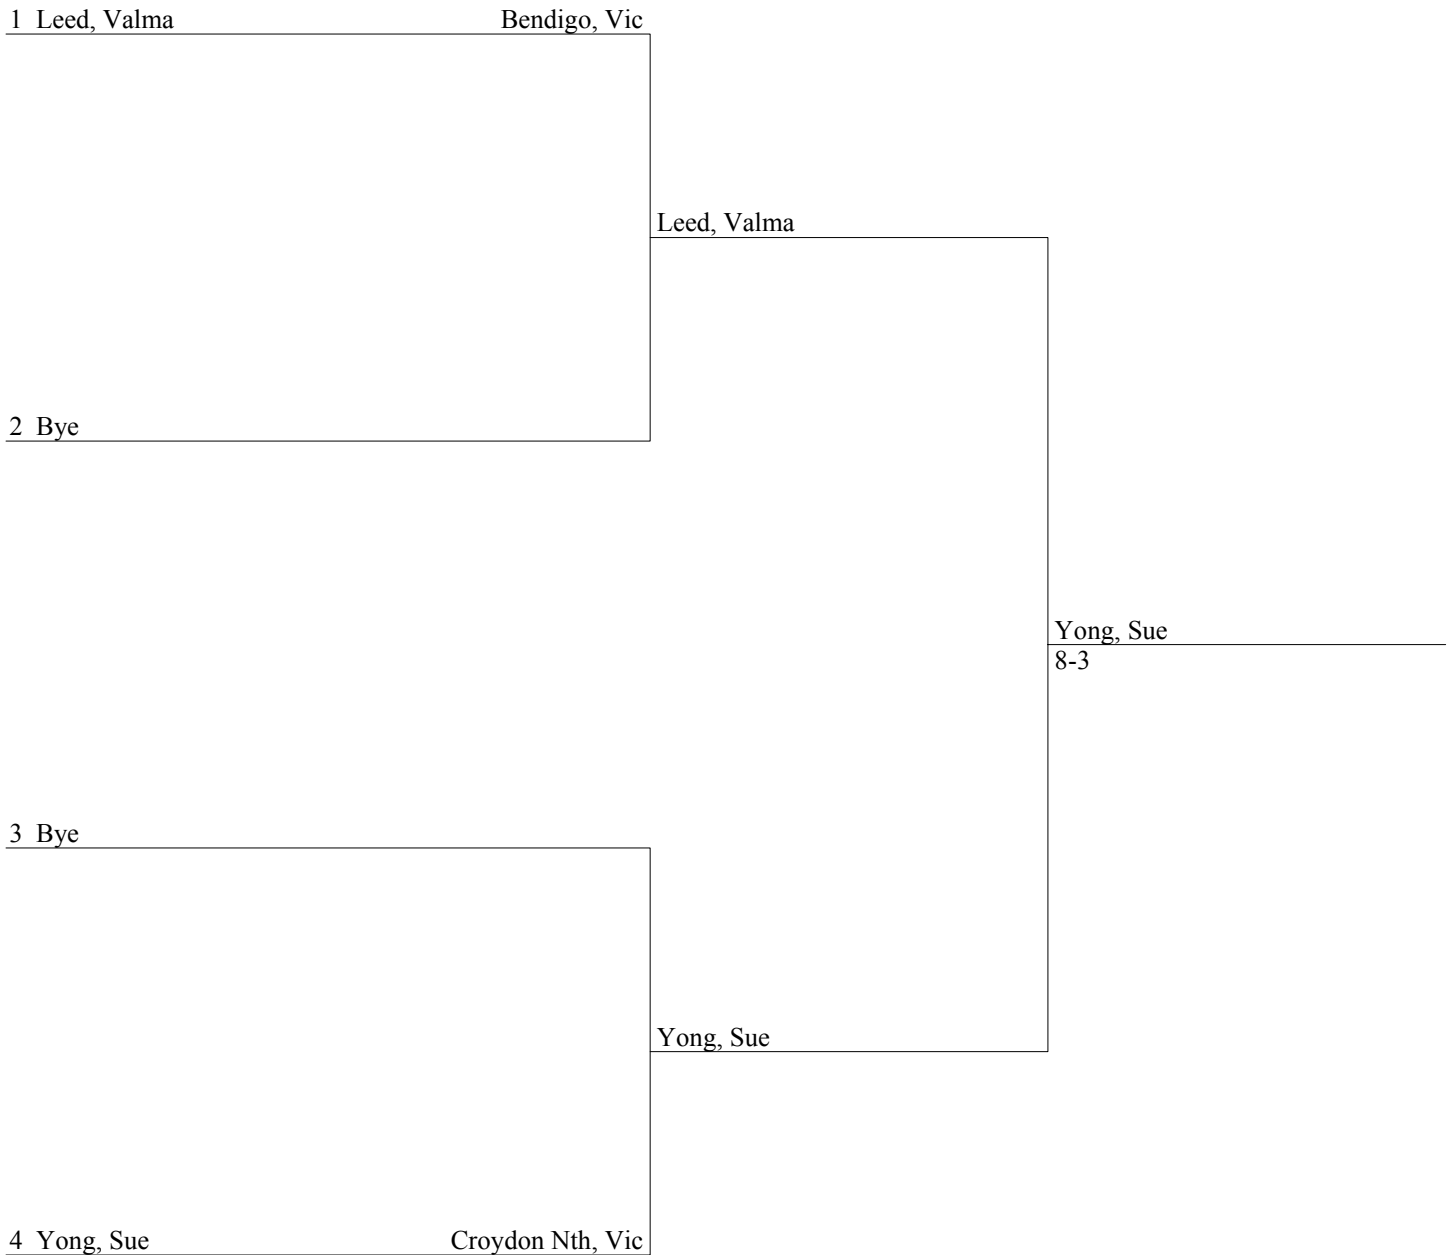 1 Leed, Valma Bendigo, Vic
Leed, Valma
2 Bye
Yong, Sue
8-3
3 Bye
Yong, Sue
4 Yong, Sue Croydon Nth, Vic